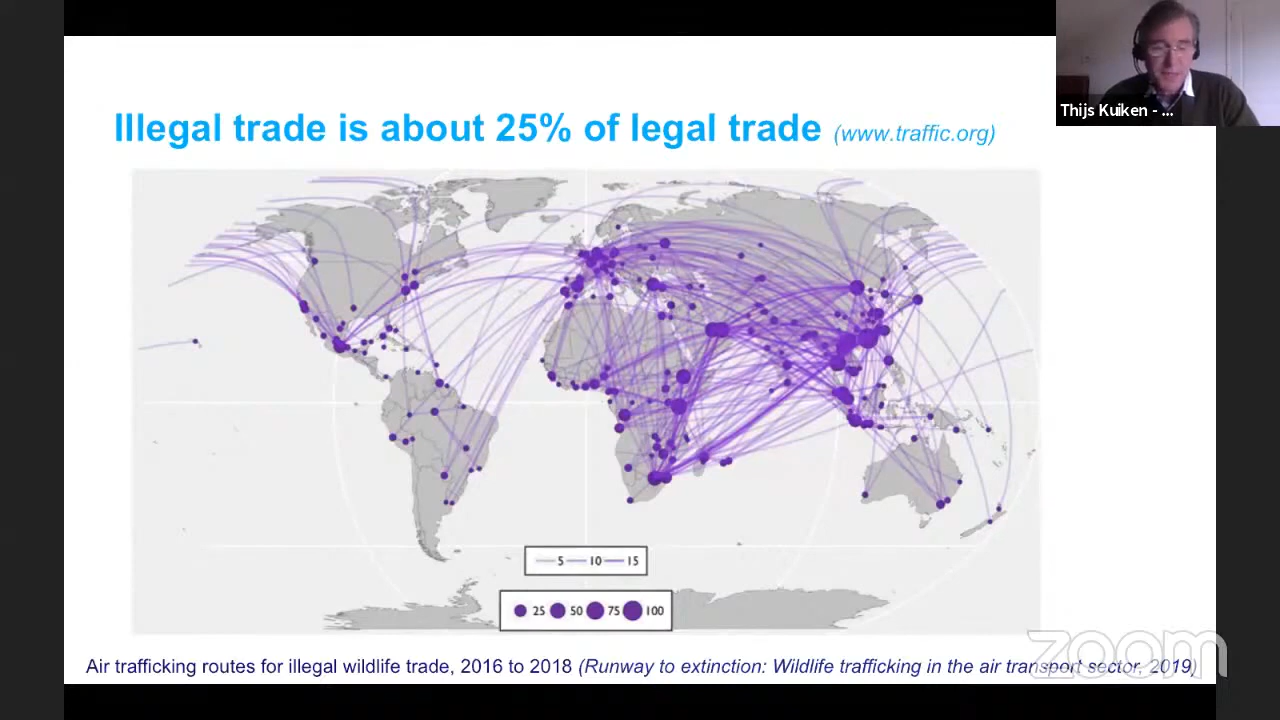 Thijs Kuiken - ...
Illegal trade is about 25% of legal trade (www.traffic.org)
5 10 15
25 50 75 100
Air trafficking routes for illegal wildlife trade, 2016 to 2018 (Runway to extinction: Wildlife trafficking in the air transport sector, 2019)
zoom